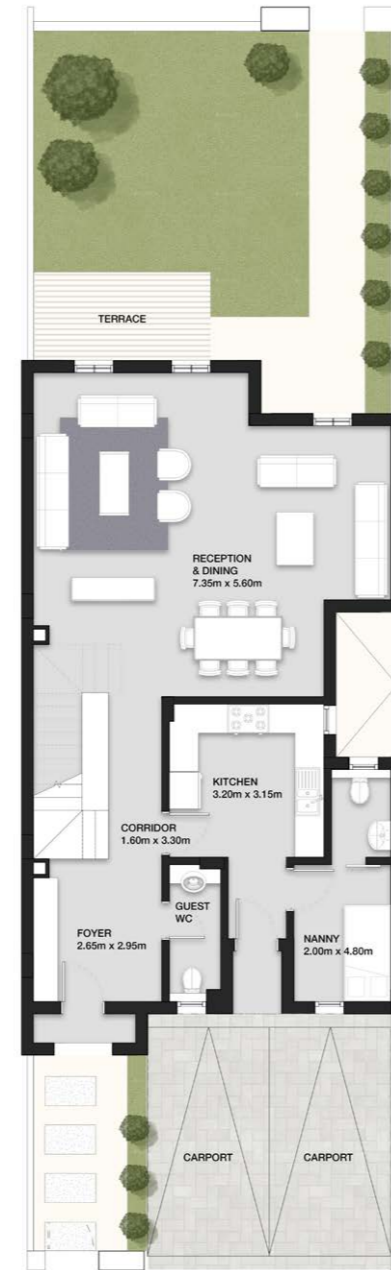 TERRACE
RECEPTION
& DINING
7.35m x 5.60m
KITCHEN
3.20m x 3.15m
CORRIDOR
1.60m x 3.30m
GUEST
WC
FOYER
2.65m x 2.95m
NANNY
2.00m x 4.80m
CARPORT
CARPORT